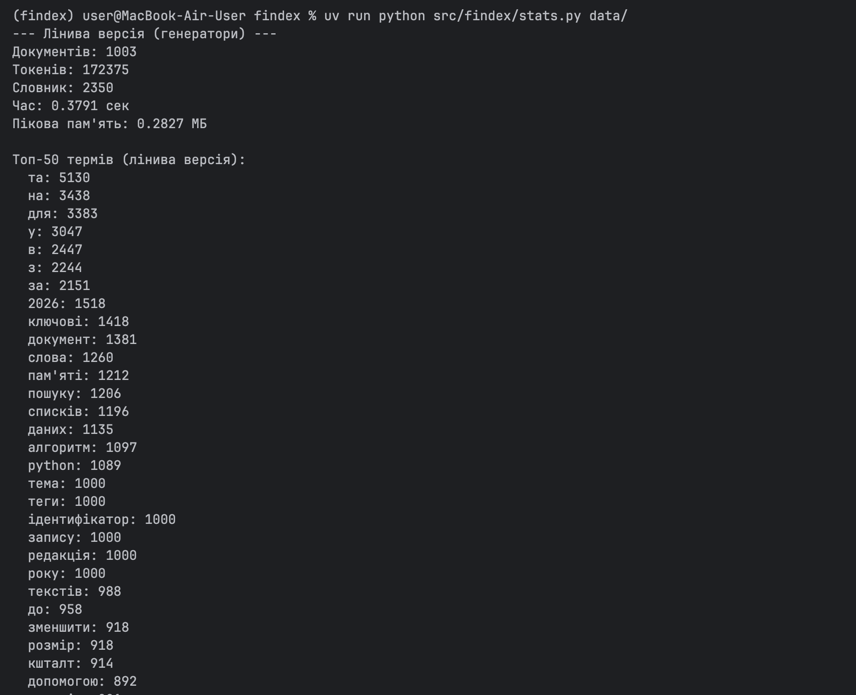 (findex) user@MacBook-Air-User findex % uv run python src/findex/stats.py data/
--- Лінива версія (генератори) ---
Документів: 1003
Токенів: 172375
Словник: 2350
Час: 0.3791 сек
Пікова пам'ять: 0.2827 МБ
Топ-50 термів (лінива версія):
та: 5130
на: 3438
для: 3383
у: 3047
в: 2447
з: 2244
за: 2151
2026: 1518
ключові: 1418
документ: 1381
слова: 1260
пам'яті: 1212
пошуку: 1206
списків: 1196
даних: 1135
алгоритм: 1097
python: 1089
тема: 1000
теги: 1000
ідентифікатор: 1000
запису: 1000
редакція: 1000
року: 1000
текстів: 988
до: 958
зменшити: 918
розмір: 918
кшталт: 914
допомогою: 892